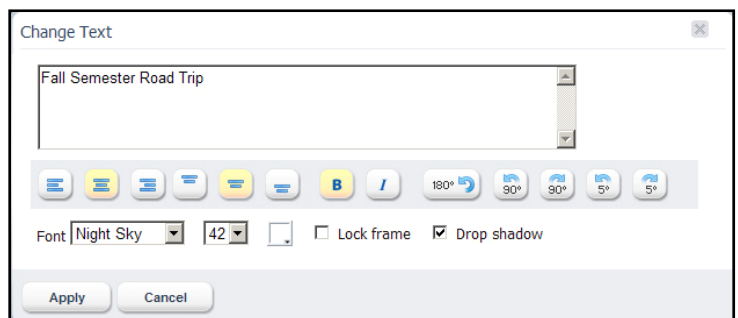 Change Text
Fall Semester Road Trip
B I 180° 90° 90° 5° 5°
Font Night Sky 42 Lock frame Drop shadow
Apply Cancel